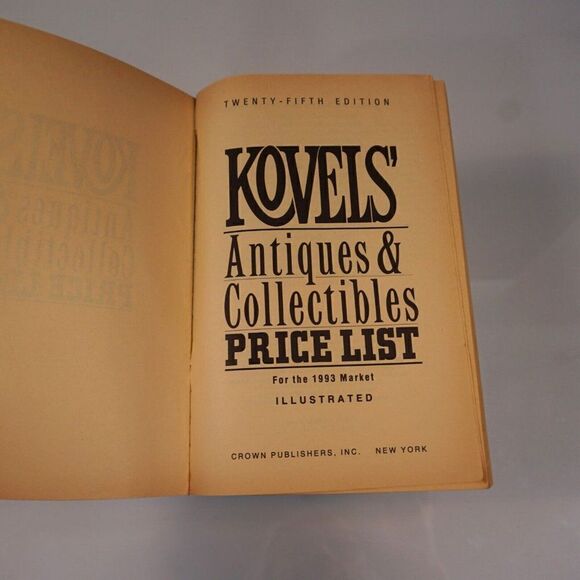 TWENTY-FIFTH EDITION
KOVELS'
Antiques &
Collectibles
PRICE LIST
For the 1993 Market
ILLUSTRATED
CROWN PUBLISHERS, INC. NEW YORK